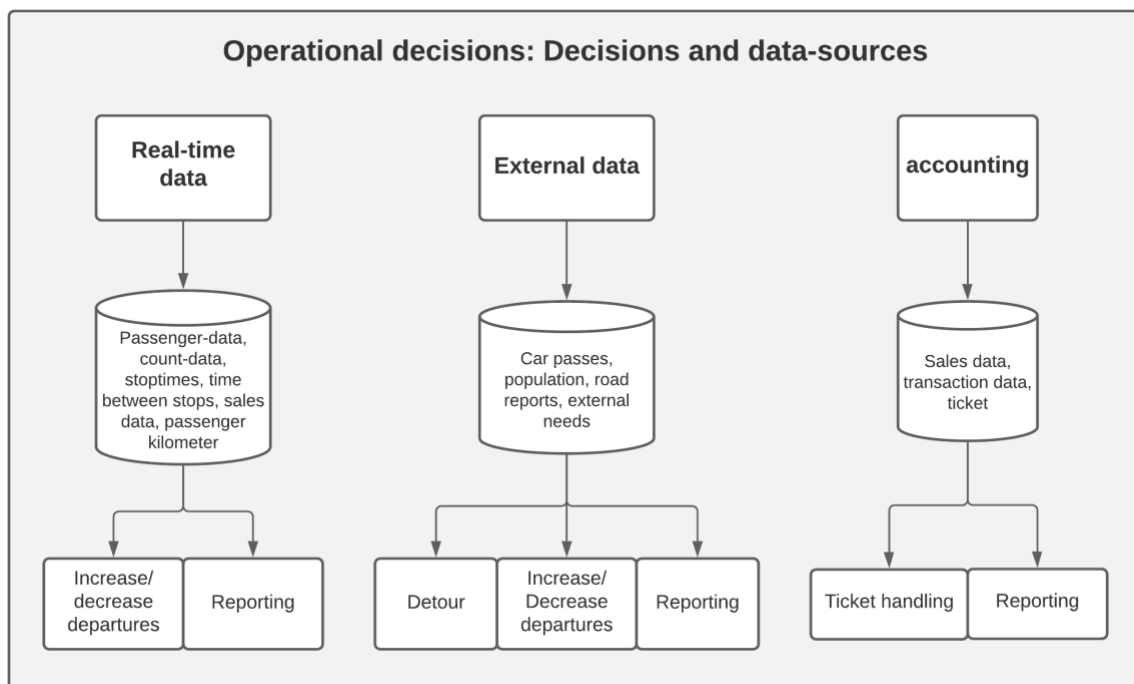 Operational decisions: Decisions and data-sources
Real-time
data
External data
accounting
Passenger-data,
count-data,
stoptimes, time
between stops, sales
data, passenger
kilometer
Car passes,
population, road
reports, external
needs
Sales data,
transaction data,
ticket
Increase/
decrease
departures
Reporting
Detour
Increase/
Decrease
departures
Reporting
Ticket handling
Reporting